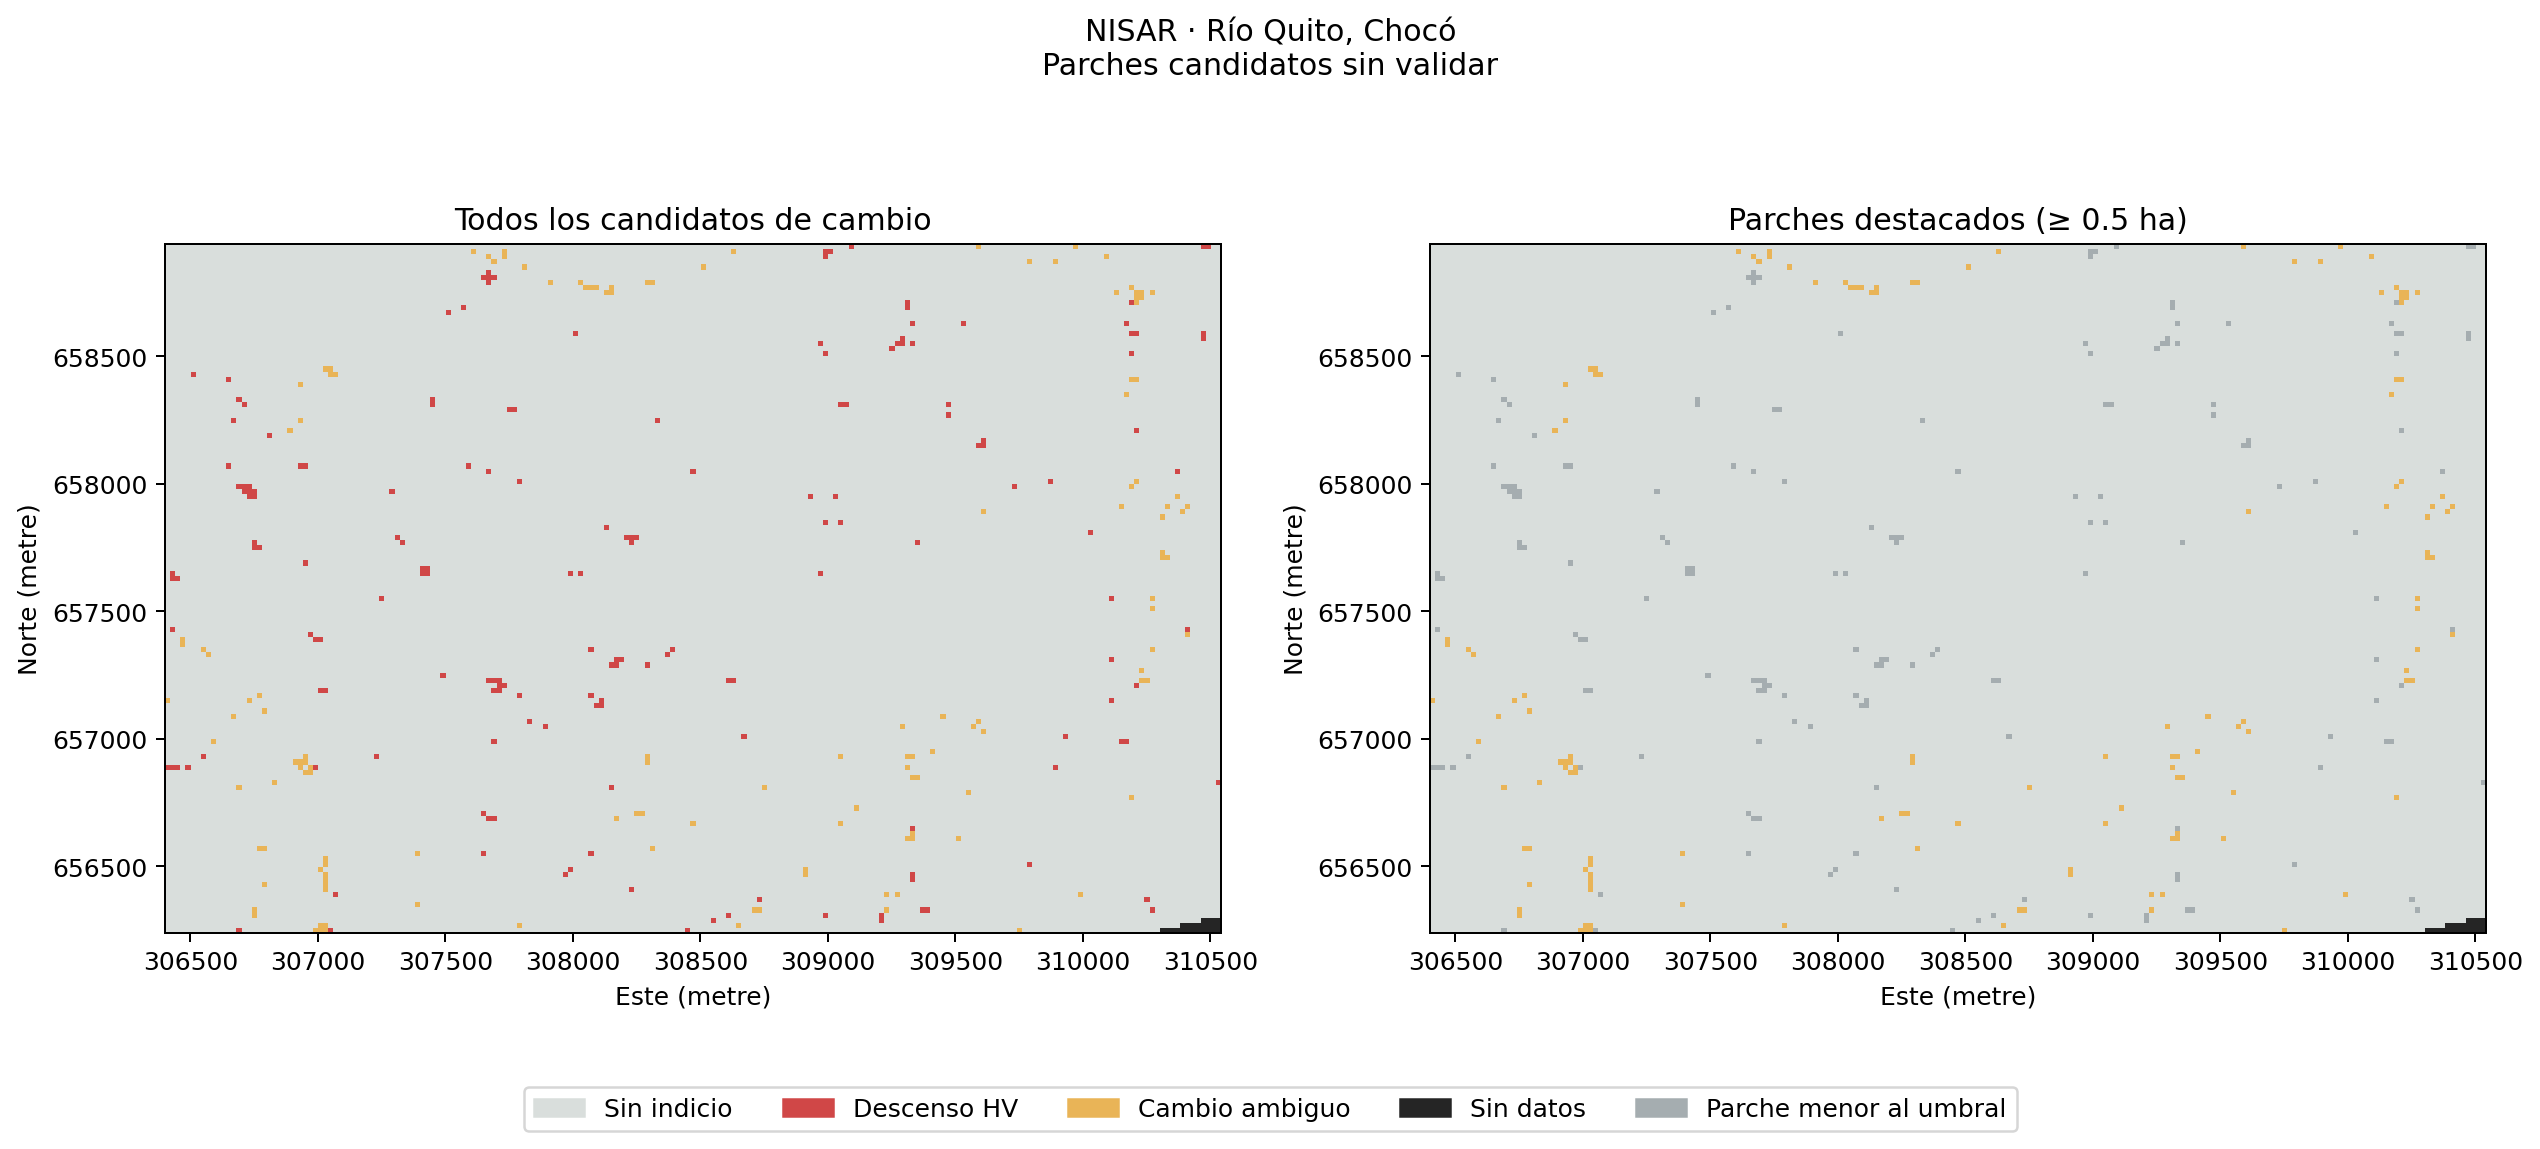 NISAR · Río Quito, Chocó
Parches candidatos sin validar
Todos los candidatos de cambio
658500
658000
657500
657000
656500
Norte (metre)
306500 307000 307500 308000 308500 309000 309500 310000 310500
Este (metre)
Parches destacados (≥ 0.5 ha)
658500
658000
657500
657000
656500
Norte (metre)
306500 307000 307500 308000 308500 309000 309500 310000 310500
Este (metre)
Sin indicio Descenso HV Cambio ambiguo Sin datos Parche menor al umbral